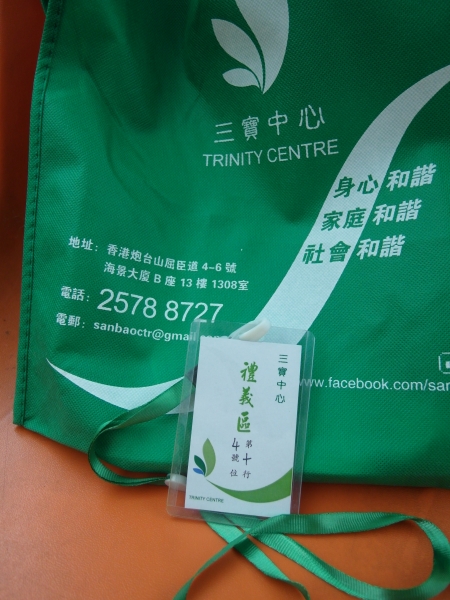 三寶中心
TRINITY CENTRE
身心和諧
家庭和諧
社會和諧
地址：香港炮台山屈臣道 4-6 號
海景大廈 B 座 13 樓 1308室
電話：2578 8727
電郵：sanbaoctr@gmail
www.facebook.com/san
三寶中心
禮義區
第十行
4號位
TRINITY CENTRE